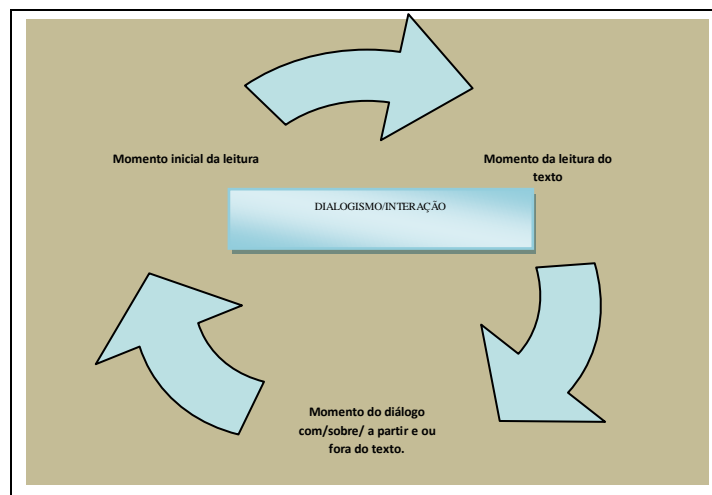 Momento inicial da leitura
Momento da leitura do
texto
DIALOGISMO/INTERAÇÃO
Momento do diálogo
com/sobre/ a partir e ou
fora do texto.